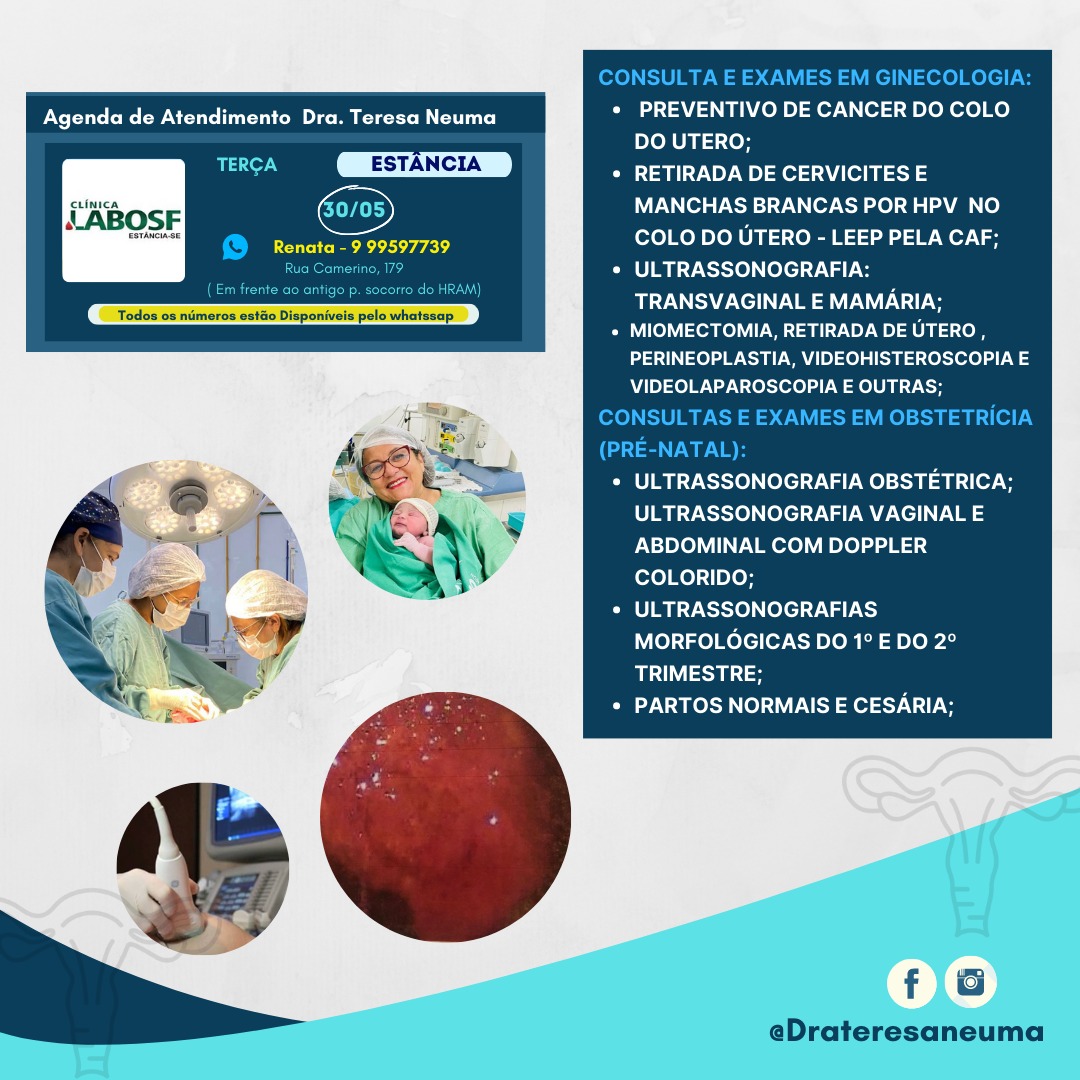 Agenda de Atendimento Dra. Teresa Neuma
CLÍNICA
LABOSF
ESTÂNCIA-SE
TERÇA
ESTÂNCIA
30/05
Renata - 9 99597739
Rua Camerino, 179
( Em frente ao antigo p. socorro do HRAM)
Todos os números estão Disponíveis pelo whatssap
CONSULTA E EXAMES EM GINECOLOGIA:
• PREVENTIVO DE CANCER DO COLO
DO UTERO;
• RETIRADA DE CERVICITES E
MANCHAS BRANCAS POR HPV NO
COLO DO ÚTERO - LEEP PELA CAF;
• ULTRASSONOGRAFIA:
TRANSVAGINAL E MAMÁRIA;
• MIOMECTOMIA, RETIRADA DE ÚTERO ,
PERINEOPLASTIA, VIDEOHISTEROSCOPIA E
VIDEOLAPAROSCOPIA E OUTRAS;
CONSULTAS E EXAMES EM OBSTETRÍCIA
(PRÉ-NATAL):
• ULTRASSONOGRAFIA OBSTÉTRICA;
ULTRASSONOGRAFIA VAGINAL E
ABDOMINAL COM DOPPLER
COLORIDO;
• ULTRASSONOGRAFIAS
MORFOLÓGICAS DO 1º E DO 2º
TRIMESTRE;
• PARTOS NORMAIS E CESÁRIA;
@Drateresaneuma